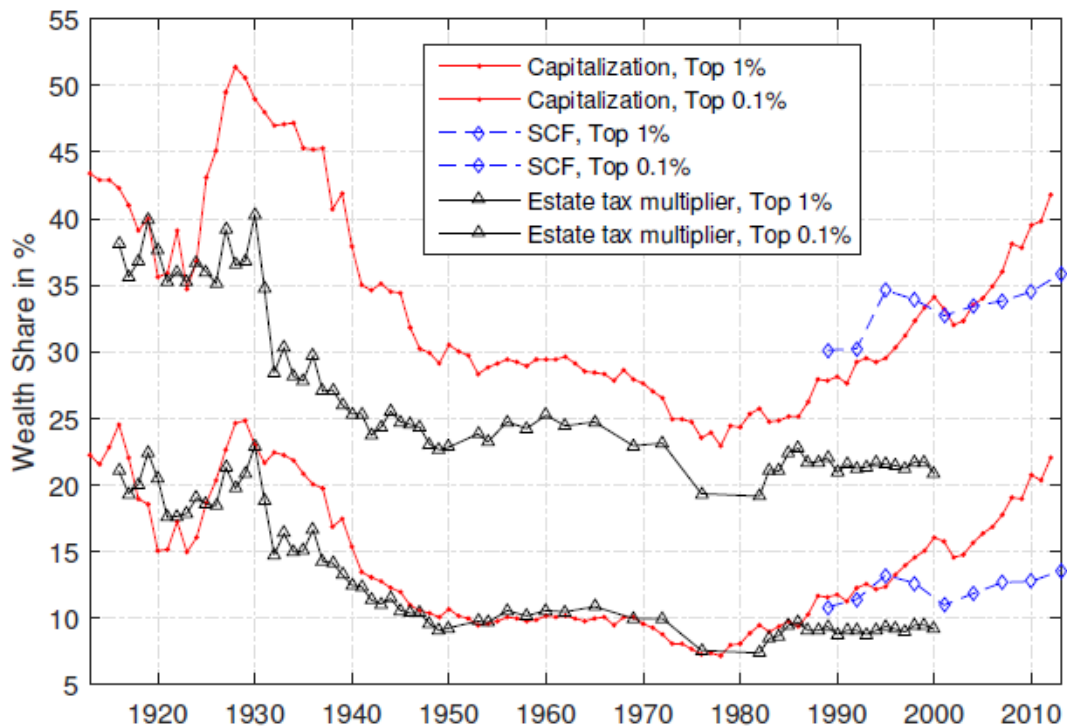 55
50
45
40
35
30
25
20
15
10
5
Wealth Share in %
Capitalization, Top 1%
Capitalization, Top 0.1%
SCF, Top 1%
SCF, Top 0.1%
Estate tax multiplier, Top 1%
Estate tax multiplier, Top 0.1%
1920 1930 1940 1950 1960 1970 1980 1990 2000 2010